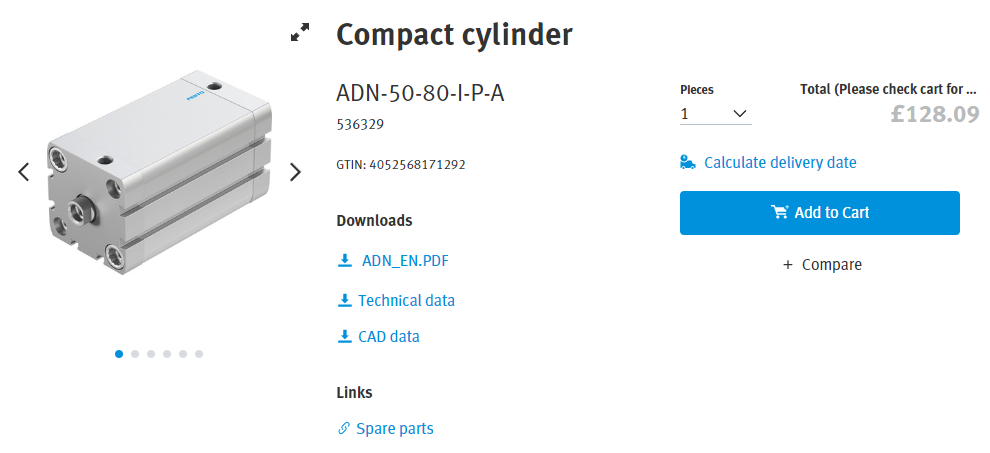 Compact cylinder
FESTO
ADN-50-80-I-P-A
536329
GTIN: 4052568171292
Downloads
ADN_EN.PDF
Technical data
CAD data
Links
Spare parts
Pieces
1
Total (Please check cart for ...
£128.09
Calculate delivery date
Add to Cart
+ Compare